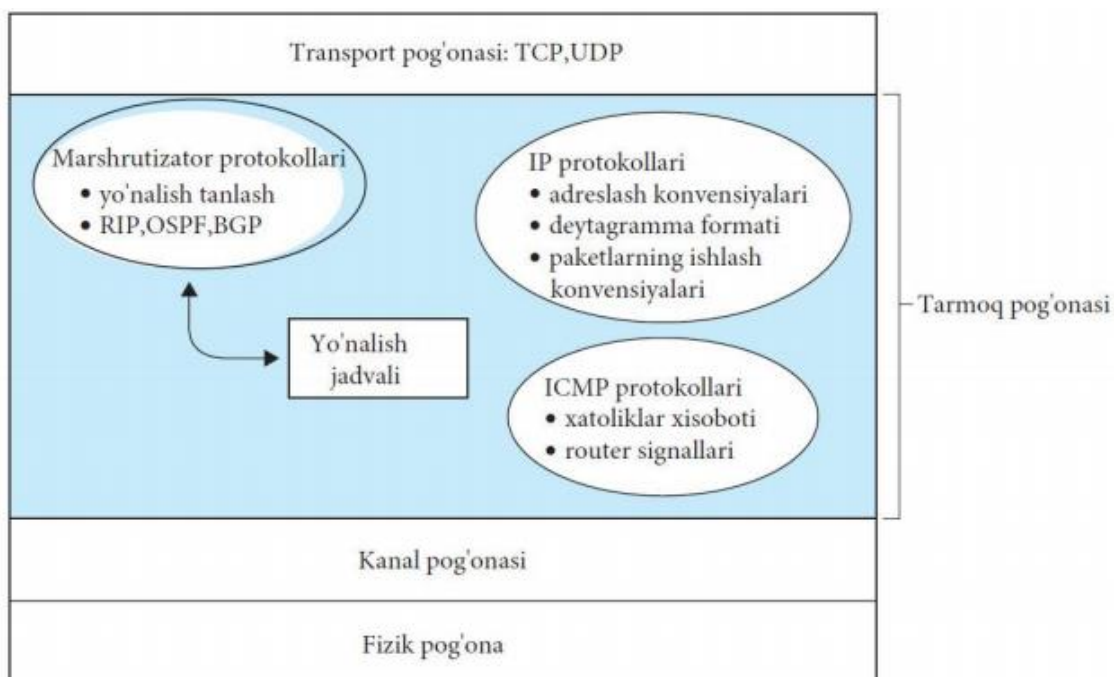 Transport pog'onasi: TCP,UDP
Marshrutizator protokollari
• yo'nalish tanlash
• RIP,OSPF,BGP
IP protokollari
• adreslash konvensiyalari
• deytagramma formati
• paketlarning ishlash
konvensiyalari
Yo'nalish
jadvali
ICMP protokollari
• xatoliklar xisoboti
• router signallari
Tarmoq pog'onasi
Kanal pog'onasi
Fizik pog'ona